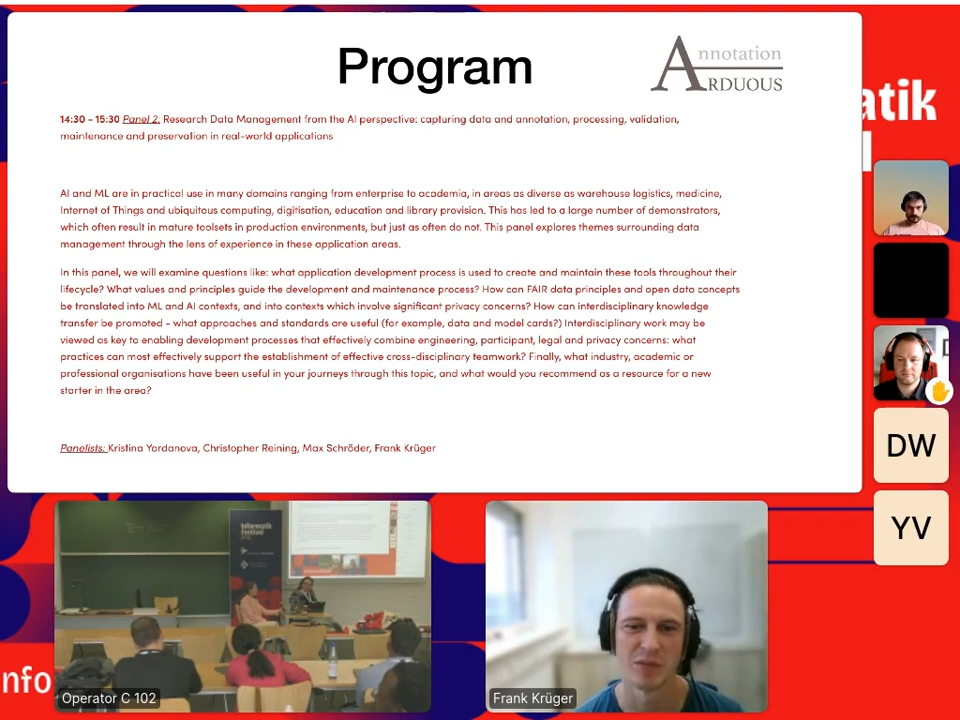 Program
Annotation
ARDUOUS
14:30 - 15:30 Panel 2: Research Data Management from the AI perspective: capturing data and annotation, processing, validation,
maintenance and preservation in real-world applications
AI and ML are in practical use in many domains ranging from enterprise to academia, in areas as diverse as warehouse logistics, medicine,
Internet of Things and ubiquitous computing, digitisation, education and library provision. This has led to a large number of demonstrators,
which often result in mature toolsets in production environments, but just as often do not. This panel explores themes surrounding data
management through the lens of experience in these application areas.
In this panel, we will examine questions like: what application development process is used to create and maintain these tools throughout their
lifecycle? What values and principles guide the development and maintenance process? How can FAIR data principles and open data concepts
be translated into ML and AI contexts, and into contexts which involve significant privacy concerns? How can interdisciplinary knowledge
transfer be promoted - what approaches and standards are useful (for example, data and model cards?) Interdisciplinary work may be
viewed as key to enabling development processes that effectively combine engineering, participant, legal and privacy concerns: what
practices can most effectively support the establishment of effective cross-disciplinary teamwork? Finally, what industry, academic or
professional organisations have been useful in your journeys through this topic, and what would you recommend as a resource for a new
starter in the area?
Panelists: Kristina Yordanova, Christopher Reining, Max Schröder, Frank Krüger
atik
DW
YV
Informatik
Festival
nfo
Operator C 102
Frank Krüger